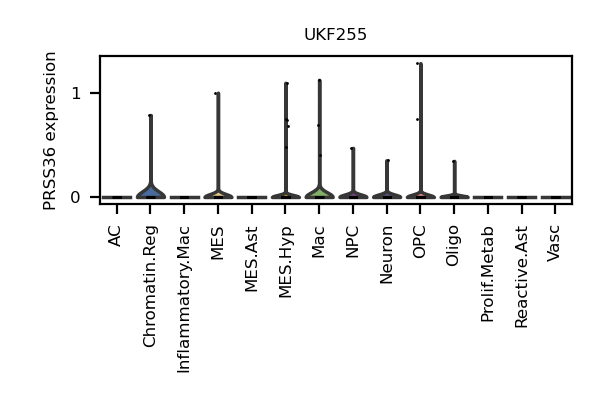 UKF255
PRSS36 expression
1
0
AC
Chromatin.Reg
Inflammatory.Mac
MES
MES.Ast
MES.Hyp
Mac
NPC
Neuron
OPC
Oligo
Prolif.Metab
Reactive.Ast
Vasc